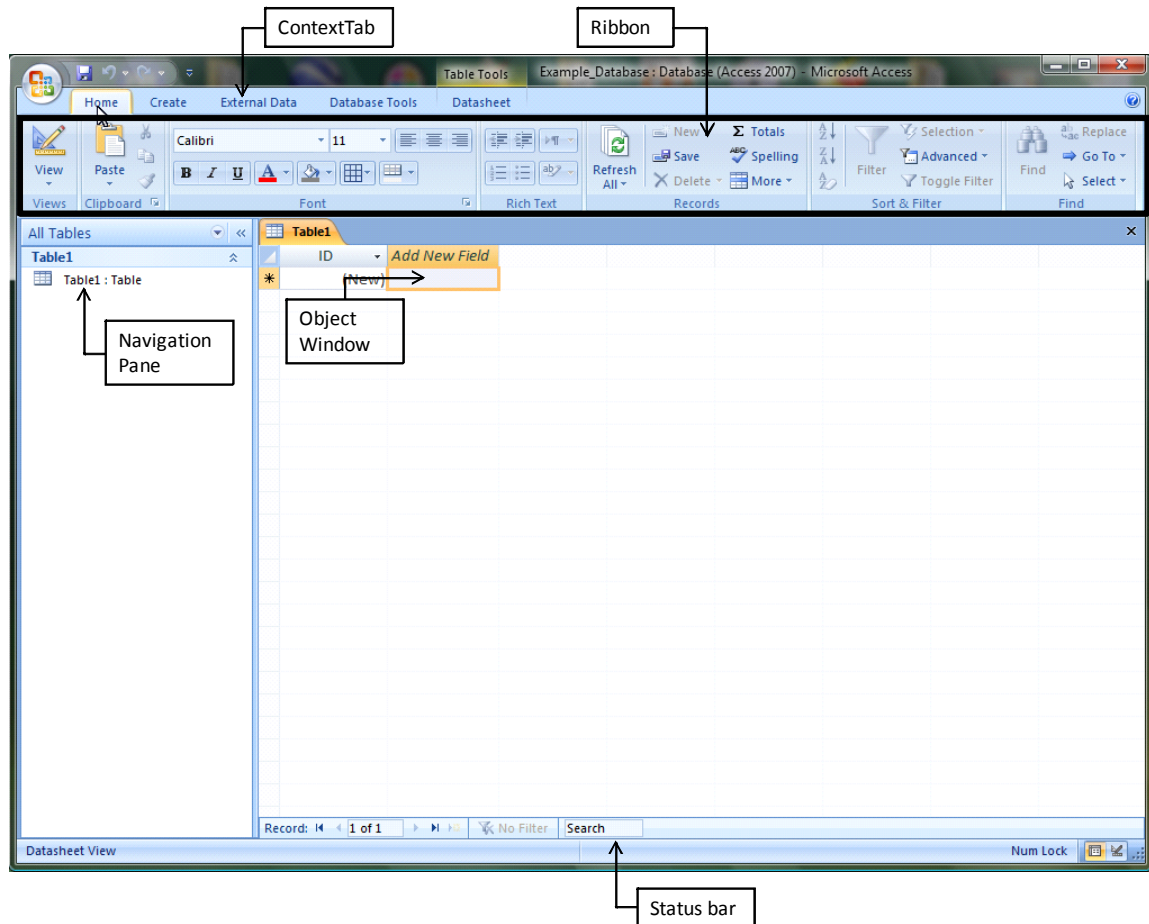 ContextTab
Ribbon
Table Tools
Example_Database : Database (Access 2007) - Microsoft Access
Home Create External Data Database Tools Datasheet
Calibri 11
New Σ Totals
Selection
Replace
Save
Spelling
Advanced
Go To
View
Paste
B I U A
Refresh All
Delete
More
Filter
Toggle Filter
Find
Select
Views Clipboard Font Rich Text Records Sort & Filter Find
All Tables
Table1
Table1
ID Add New Field
Table1 : Table
(New)
Object
Window
Navigation
Pane
Record: 1 of 1 No Filter Search
Datasheet View
Num Lock
Status bar